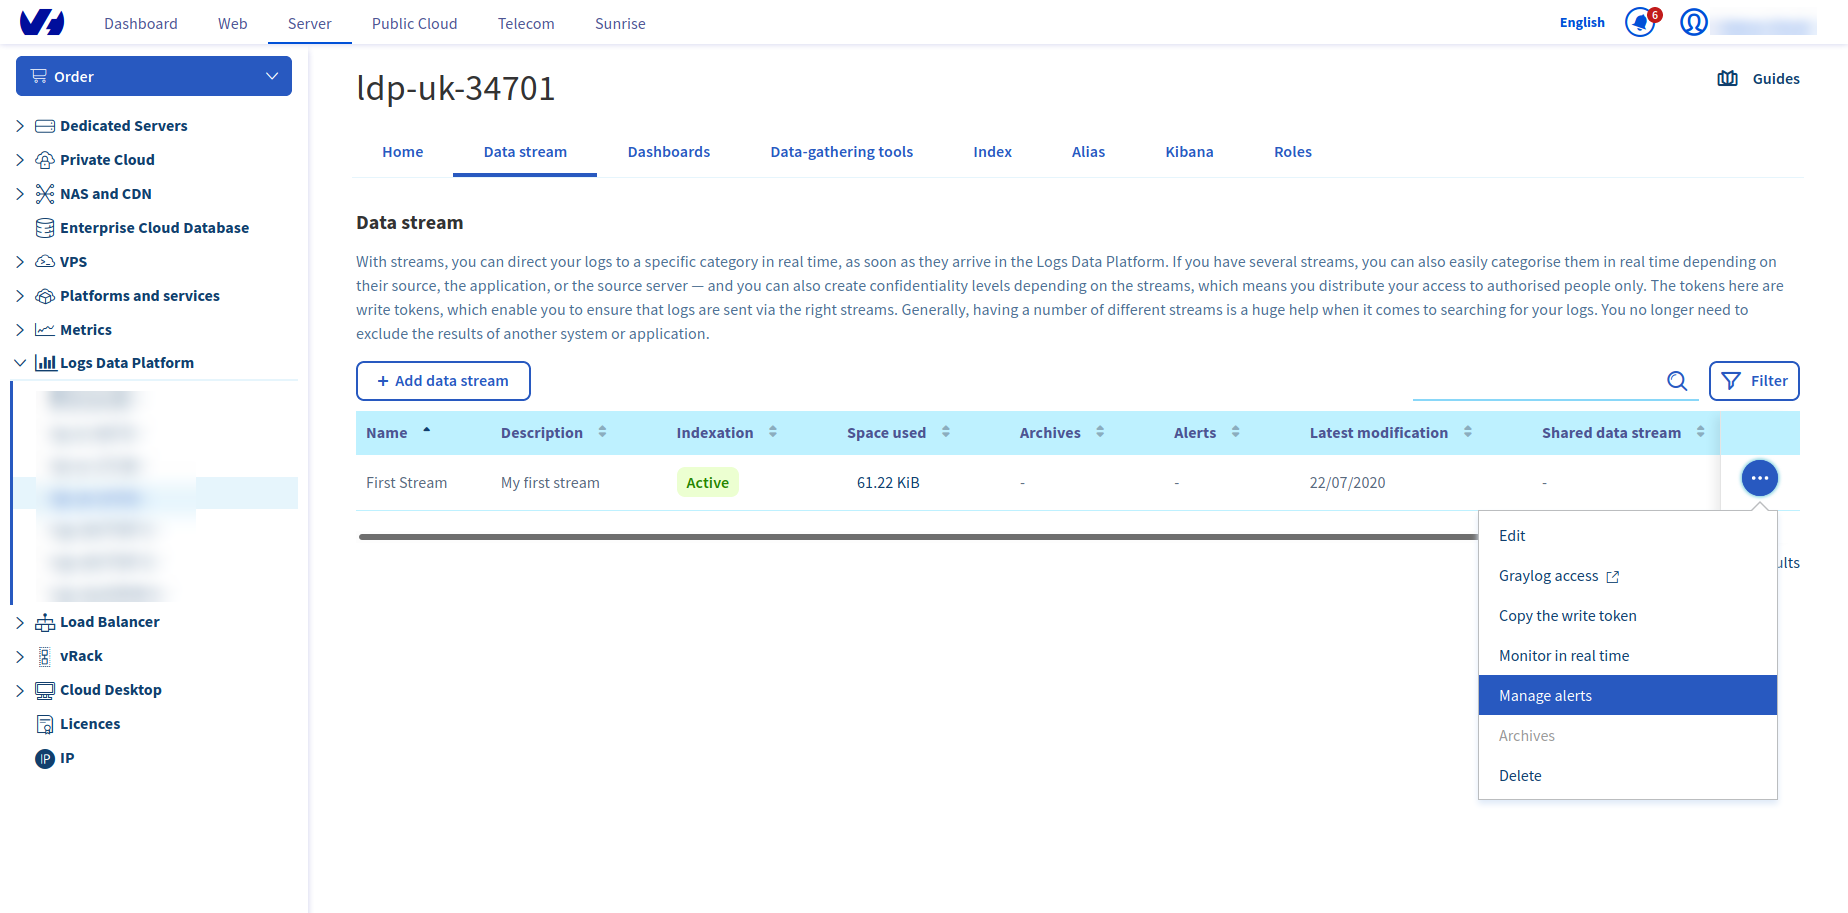 Dashboard Web Server Public Cloud Telecom Sunrise English 6
Order
Dedicated Servers
Private Cloud
NAS and CDN
Enterprise Cloud Database
VPS
Platforms and services
Metrics
Logs Data Platform
Load Balancer
vRack
Cloud Desktop
Licences
IP IP
ldp-uk-34701
Guides
Home Data stream Dashboards Data-gathering tools Index Alias Kibana Roles
Data stream
With streams, you can direct your logs to a specific category in real time, as soon as they arrive in the Logs Data Platform. If you have several streams, you can also easily categorise them in real time depending on
their source, the application, or the source server — and you can also create confidentiality levels depending on the streams, which means you distribute your access to authorised people only. The tokens here are
write tokens, which enable you to ensure that logs are sent via the right streams. Generally, having a number of different streams is a huge help when it comes to searching for your logs. You no longer need to
exclude the results of another system or application.
+ Add data stream Filter
Name Description Indexation Space used Archives Alerts Latest modification Shared data stream
First Stream My first stream Active 61.22 KiB - - 22/07/2020 - ...
Edit
Graylog access
Copy the write token
Monitor in real time
Manage alerts
Archives
Delete